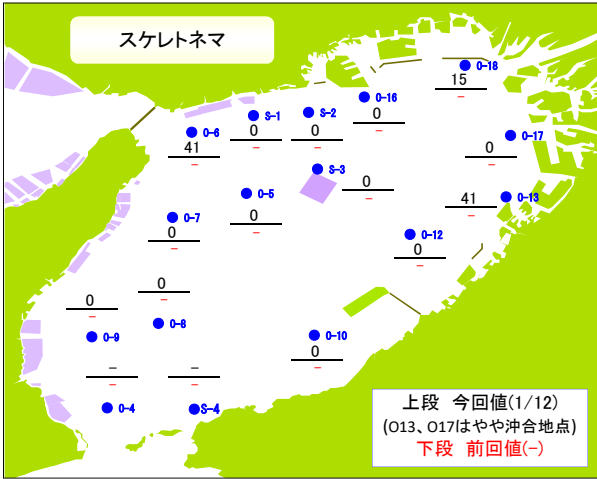 スケレトネマ
O-18
15
−
O-16
0
−
S-2
0
−
S-1
0
−
O-6
41
−
O-17
0
−
S-3
0
−
O-5
0
−
O-13
41
−
O-7
0
−
O-12
0
−
0
−
O-8
0
−
O-9
O-10
0
−
−
−
O-4
−
−
S-4
上段 今回値(1/12)
(O13、O17はやや沖合地点)
下段 前回値(−)